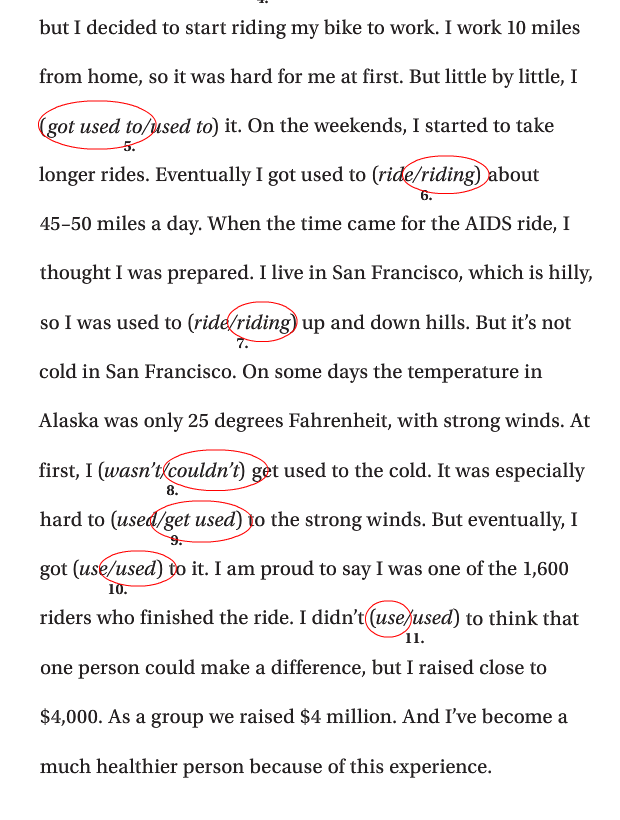 4.
but I decided to start riding my bike to work. I work 10 miles
from home, so it was hard for me at first. But little by little, I
(got used to/used to) it. On the weekends, I started to take
5.
longer rides. Eventually I got used to (ride/riding) about
6.
45–50 miles a day. When the time came for the AIDS ride, I
thought I was prepared. I live in San Francisco, which is hilly,
so I was used to (ride/riding) up and down hills. But it’s not
7.
cold in San Francisco. On some days the temperature in
Alaska was only 25 degrees Fahrenheit, with strong winds. At
first, I (wasn’t/couldn’t) get used to the cold. It was especially
8.
hard to (used/get used) to the strong winds. But eventually, I
9.
got (use/used) to it. I am proud to say I was one of the 1,600
10.
riders who finished the ride. I didn’t (use/used) to think that
11.
one person could make a difference, but I raised close to
$4,000. As a group we raised $4 million. And I’ve become a
much healthier person because of this experience.